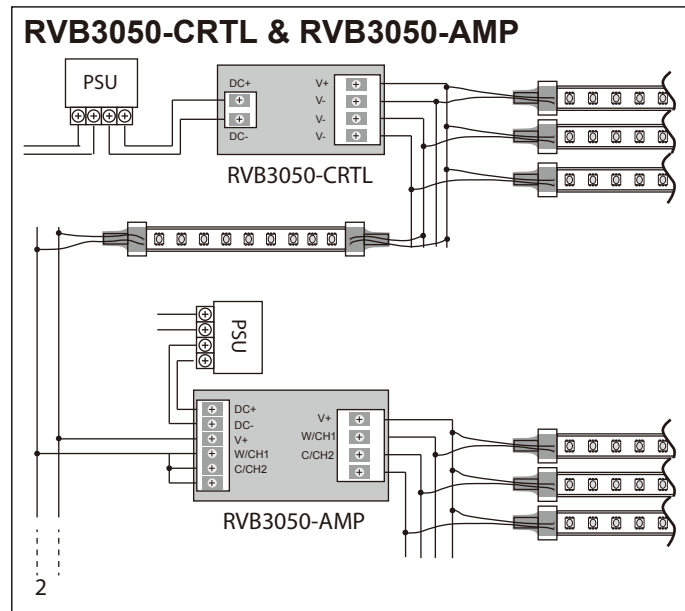 RVB3050-CRTL & RVB3050-AMP
PSU
DC+
DC-
V+
V-
V-
V-
RVB3050-CRTL
PSU
DC+
DC-
V+
W/CH1
C/CH2
V+
W/CH1
C/CH2
RVB3050-AMP
2